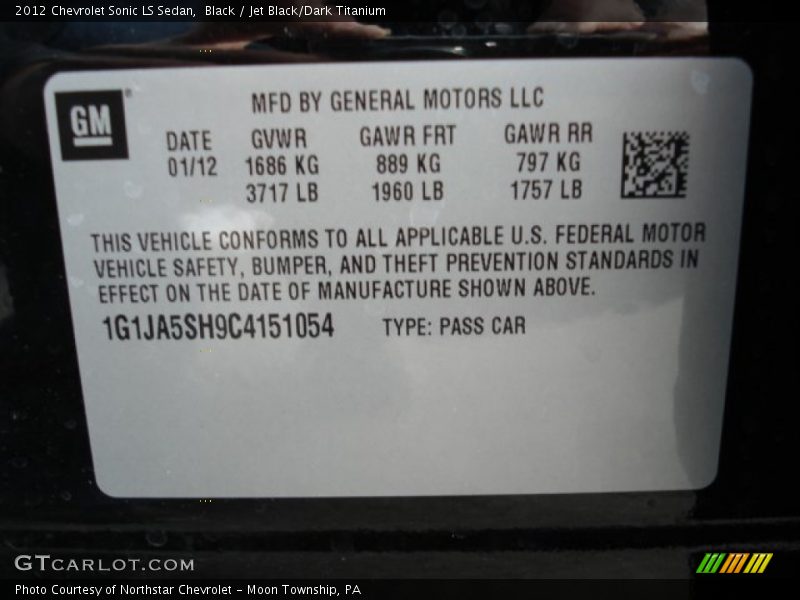 2012 Chevrolet Sonic LS Sedan, Black / Jet Black/Dark Titanium
GM®
MFD BY GENERAL MOTORS LLC
DATE GVWR GAWR FRT GAWR RR
01/12 1686 KG 889 KG 797 KG
3717 LB 1960 LB 1757 LB
THIS VEHICLE CONFORMS TO ALL APPLICABLE U.S. FEDERAL MOTOR
VEHICLE SAFETY, BUMPER, AND THEFT PREVENTION STANDARDS IN
EFFECT ON THE DATE OF MANUFACTURE SHOWN ABOVE.
1G1JA5SH9C4151054 TYPE: PASS CAR
GTCARLOT.COM
Photo Courtesy of Northstar Chevrolet - Moon Township, PA